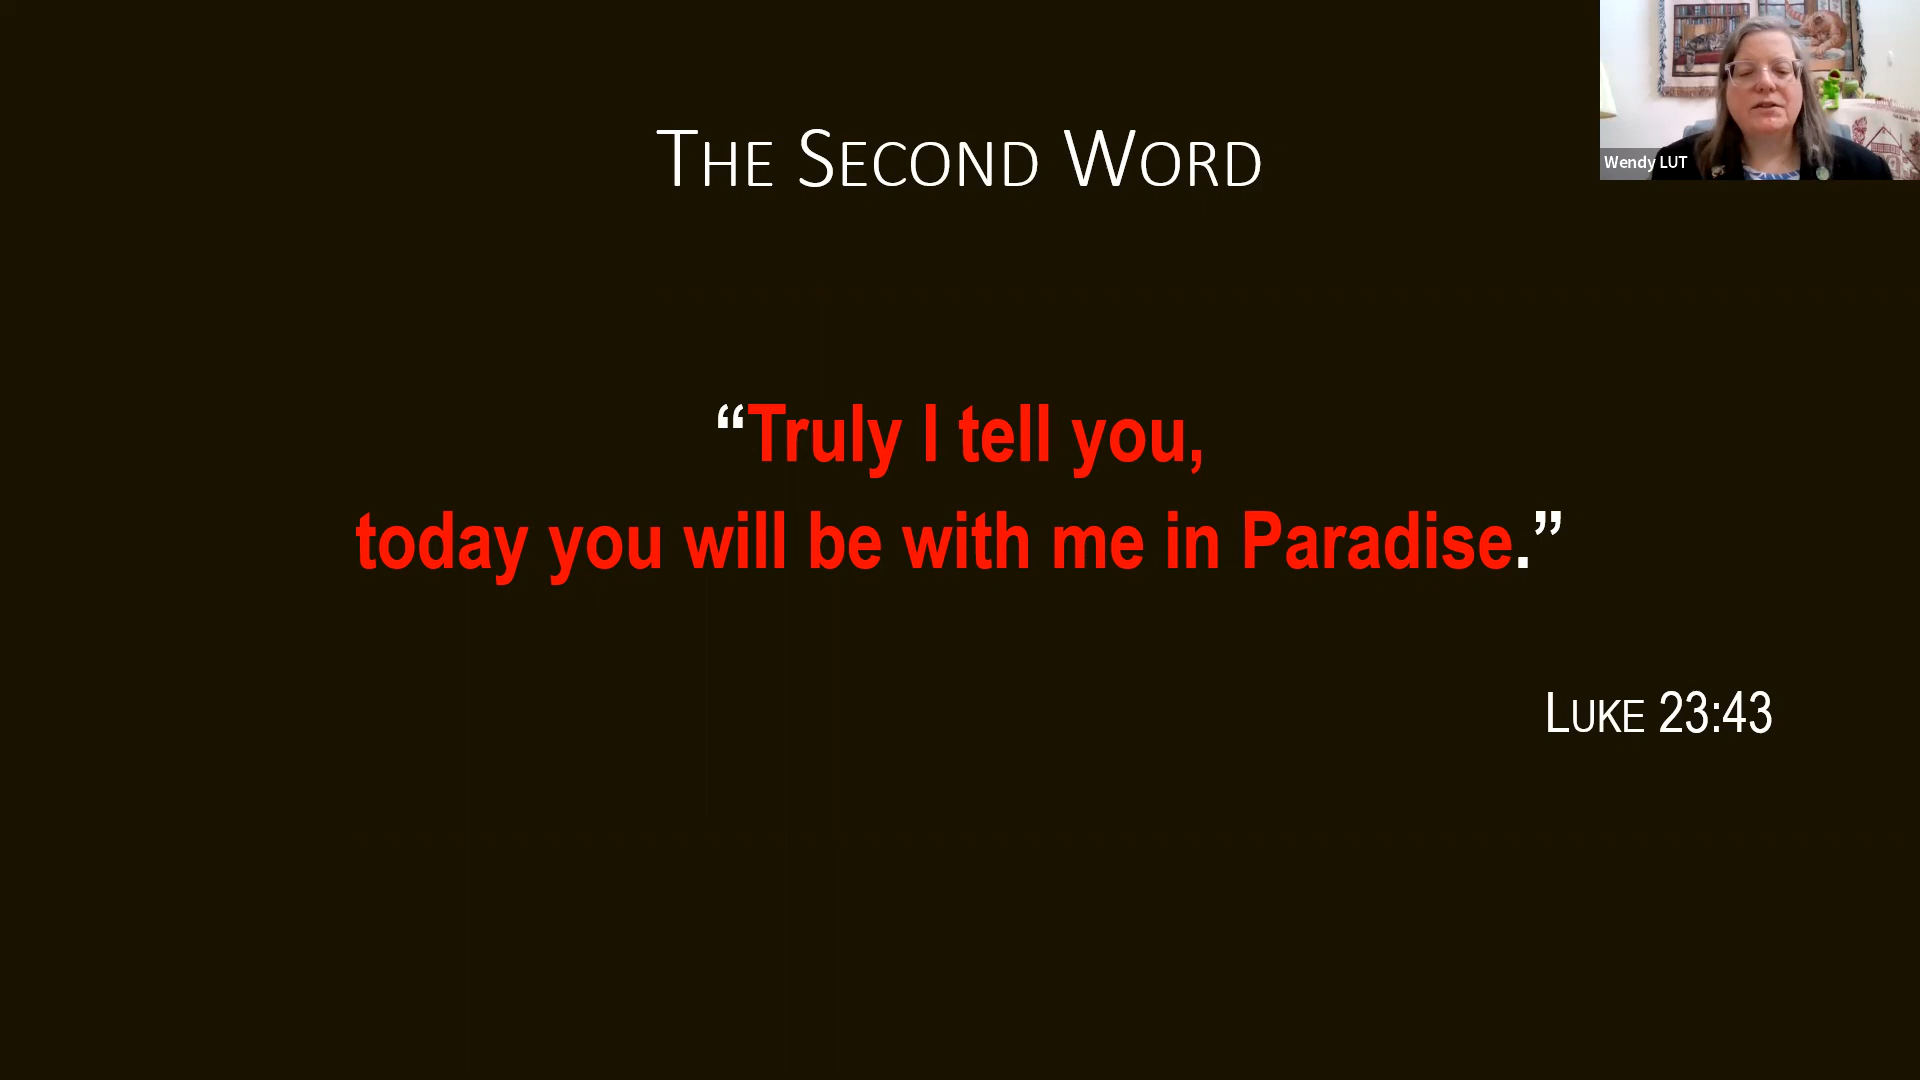 THE SECOND WORD
“Truly I tell you,
today you will be with me in Paradise.”
LUKE 23:43
Wendy LUT